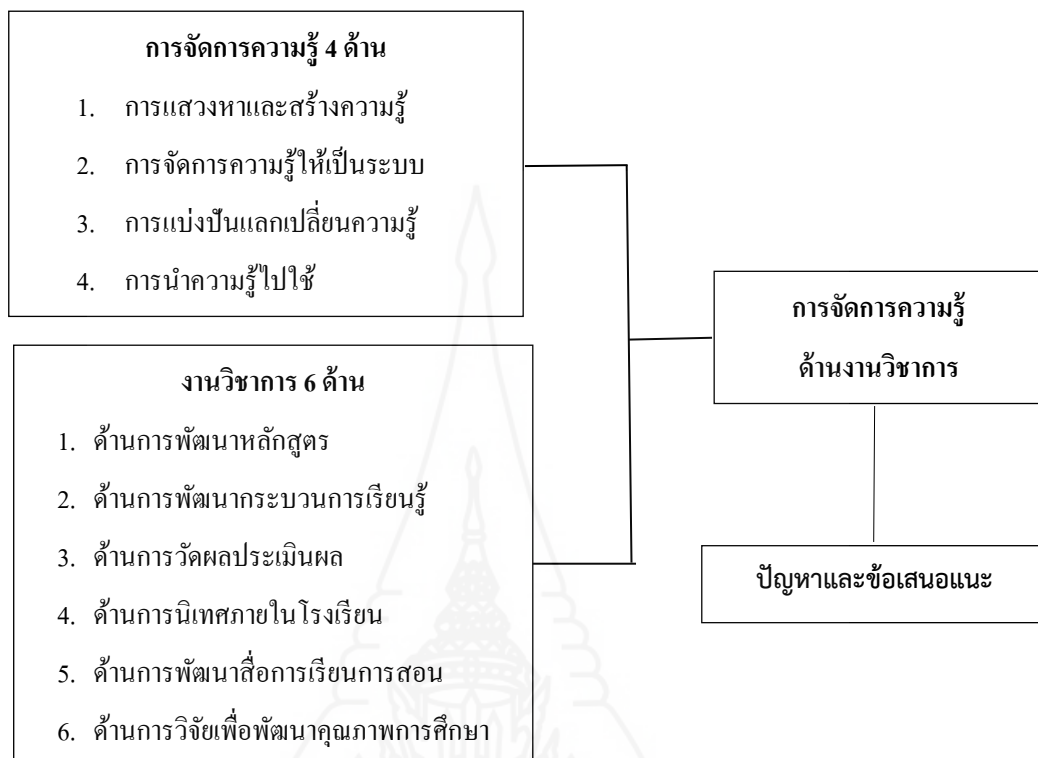 การจัดการความรู้ 4 ด้าน
1. การแสวงหาและสร้างความรู้
2. การจัดการความรู้ให้เป็นระบบ
3. การแบ่งปันแลกเปลี่ยนความรู้
4. การนำความรู้ไปใช้
งานวิชาการ 6 ด้าน
1. ด้านการพัฒนาหลักสูตร
2. ด้านการพัฒนากระบวนการเรียนรู้
3. ด้านการวัดผลประเมินผล
4. ด้านการนิเทศภายในโรงเรียน
5. ด้านการพัฒนาสื่อการเรียนการสอน
6. ด้านการวิจัยเพื่อพัฒนาคุณภาพการศึกษา
การจัดการความรู้
ด้านงานวิชาการ
ปัญหาและข้อเสนอแนะ